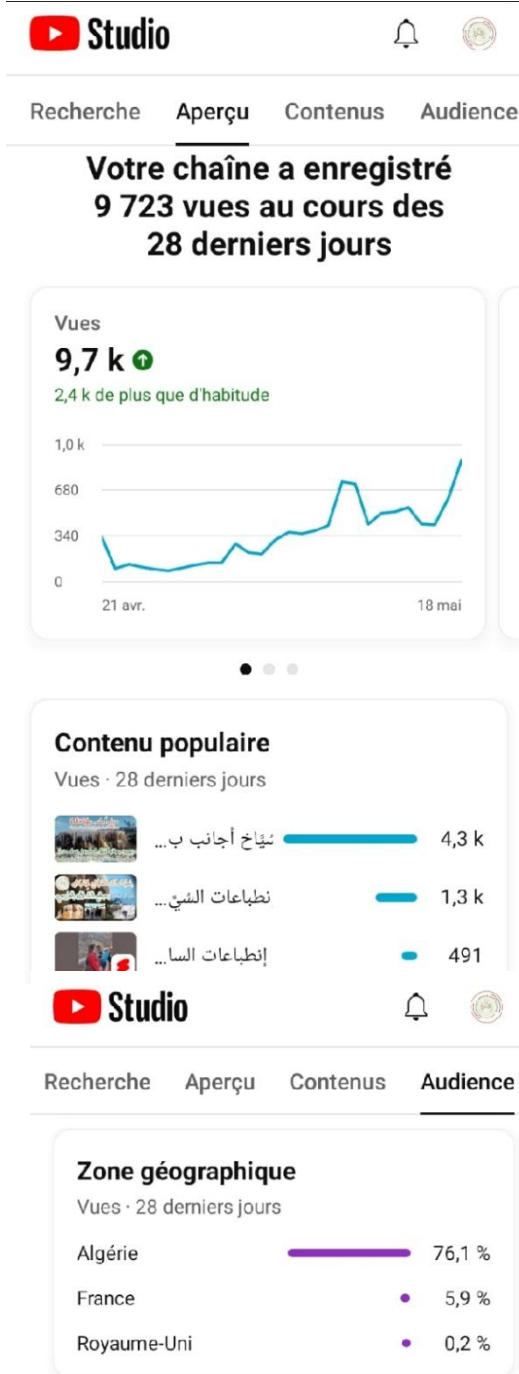 Studio
Recherche Aperçu Contenus Audience
Votre chaîne a enregistré
9 723 vues au cours des
28 derniers jours
Vues
9,7 k
2,4 k de plus que d'habitude
1,0 k
680
340
0
21 avr. 18 mai
Contenu populaire
Vues · 28 derniers jours
سُيَّاخ أجانب ب... 4,3 k
نطباعات السُيَّ... 1,3 k
إنطباعات السا... 491
Studio
Recherche Aperçu Contenus Audience
Zone géographique
Vues · 28 derniers jours
Algérie 76,1 %
France 5,9 %
Royaume-Uni 0,2 %